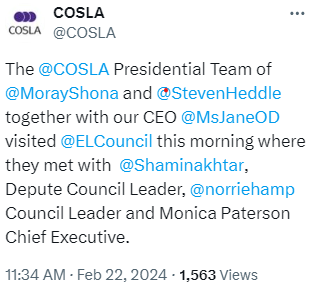 COSLA
COSLA @COSLA
The @COSLA Presidential Team of
@MorayShona and @StevenHeddle
together with our CEO @MsJaneOD
visited @ELCouncil this morning where
they met with @Shaminakhtar,
Depute Council Leader, @norriehamp
Council Leader and Monica Paterson
Chief Executive.
11:34 AM · Feb 22, 2024 · 1,563 Views